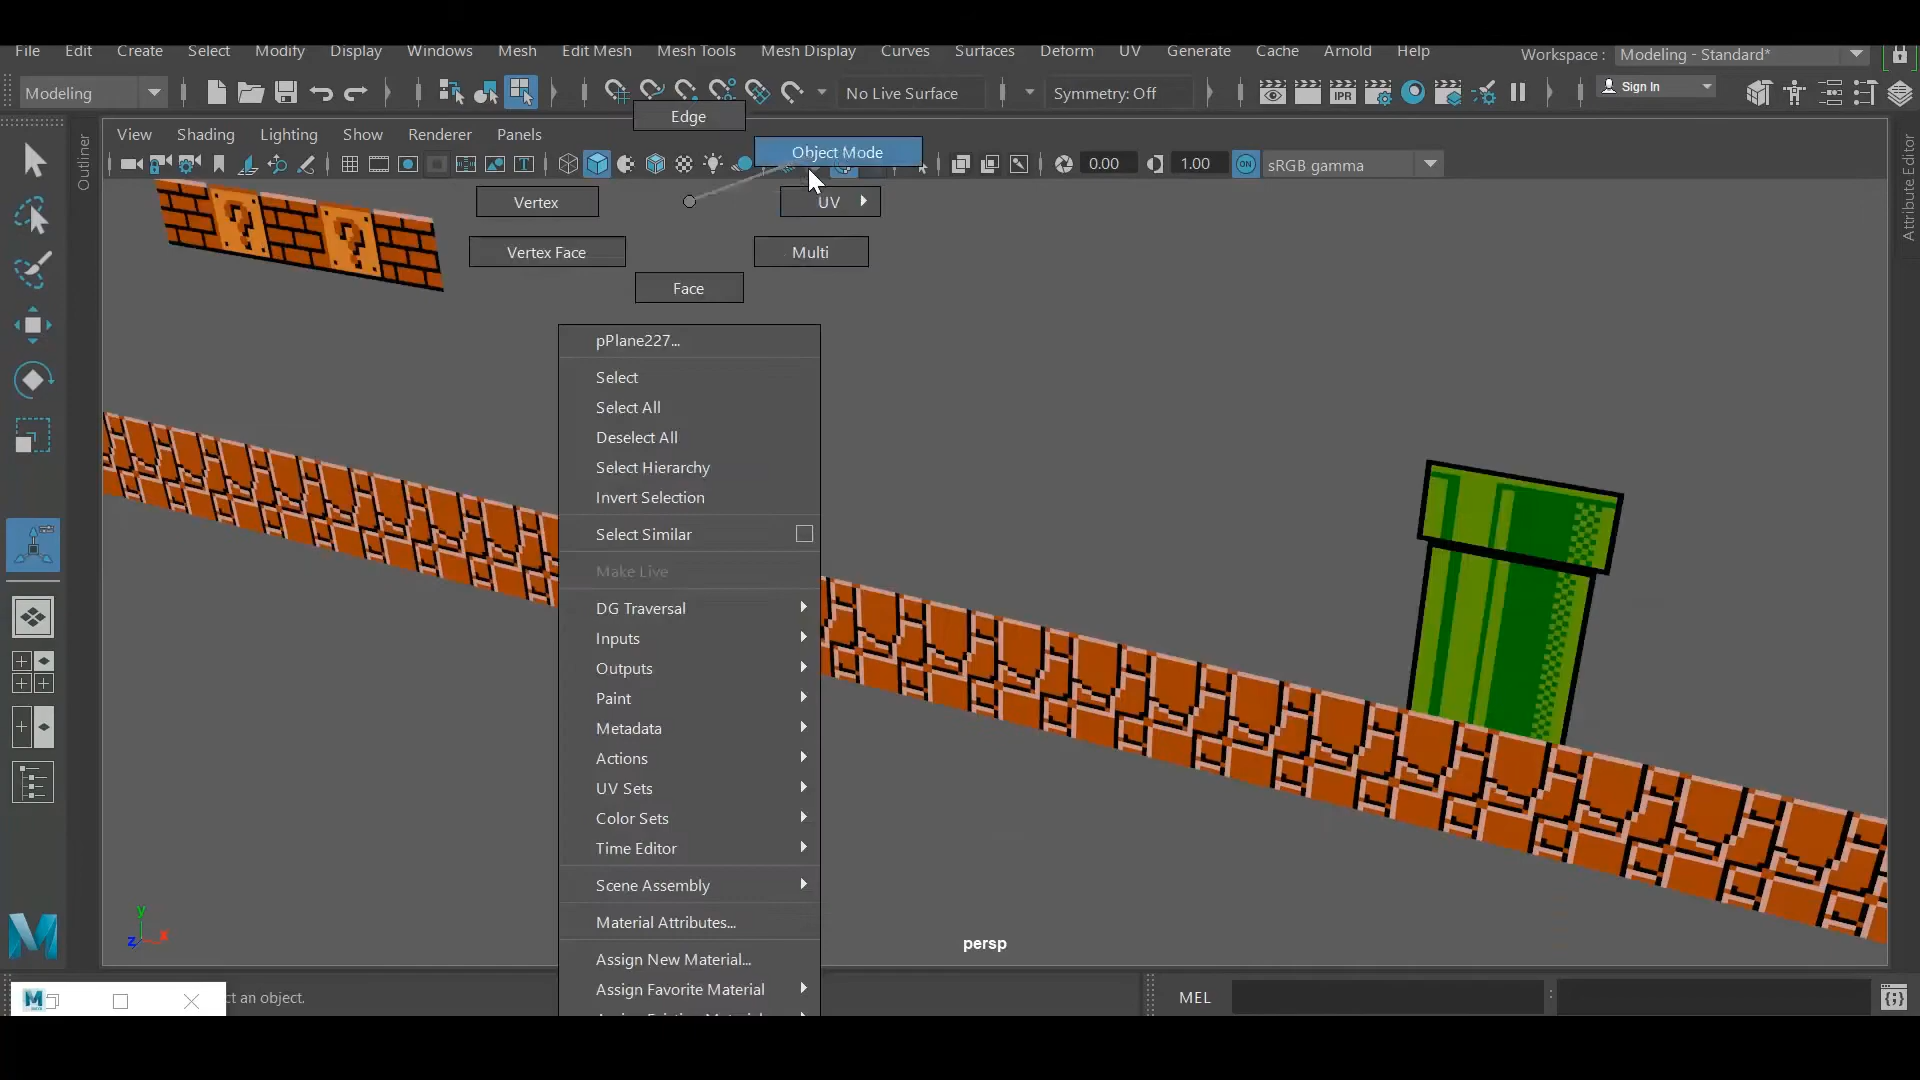 File Edit Create Select Modify Display Windows Mesh Edit Mesh Mesh Tools Mesh Display Curves Surfaces Deform UV Generate Cache Arnold Help Workspace : Modeling - Standard*
Modeling No Live Surface Symmetry: Off IPR Sign In
View Shading Lighting Show Renderer Panels
0.00 1.00 ON sRGB gamma
Outliner
Attribute Editor
Edge
Object Mode
Vertex
UV
Vertex Face
Multi
Face
pPlane227...
Select
Select All
Deselect All
Select Hierarchy
Invert Selection
Select Similar
Make Live
DG Traversal
Inputs
Outputs
Paint
Metadata
Actions
UV Sets
Color Sets
Time Editor
Scene Assembly
Material Attributes...
Assign New Material...
Assign Favorite Material
? ?
y
z x
persp
M
ct an object.
MEL